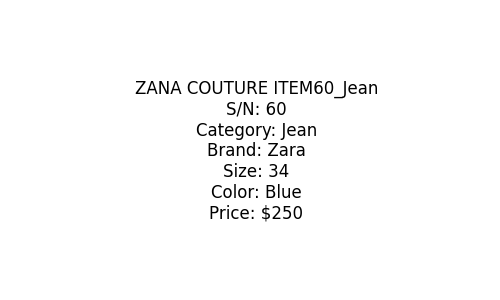 ZANA COUTURE ITEM60_Jean
S/N: 60
Category: Jean
Brand: Zara
Size: 34
Color: Blue
Price: $250